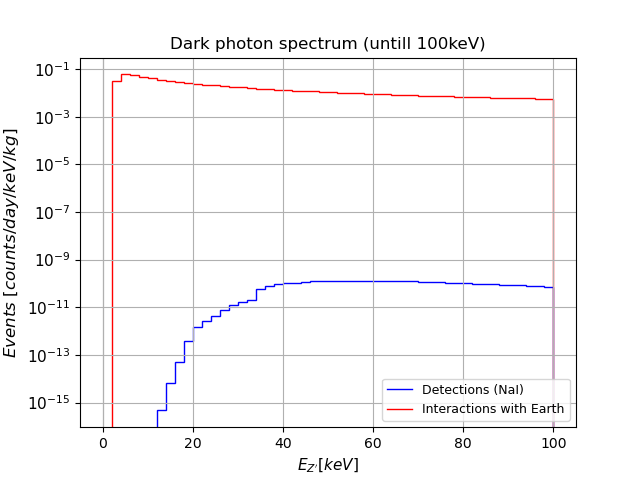 Dark photon spectrum (untill 100keV)
Events [counts/day/keV/kg]
10⁻¹
10⁻³
10⁻⁵
10⁻⁷
10⁻⁹
10⁻¹¹
10⁻¹³
10⁻¹⁵
Detections (NaI)
Interactions with Earth
0 20 40 60 80 100
E_{Z'}[keV]